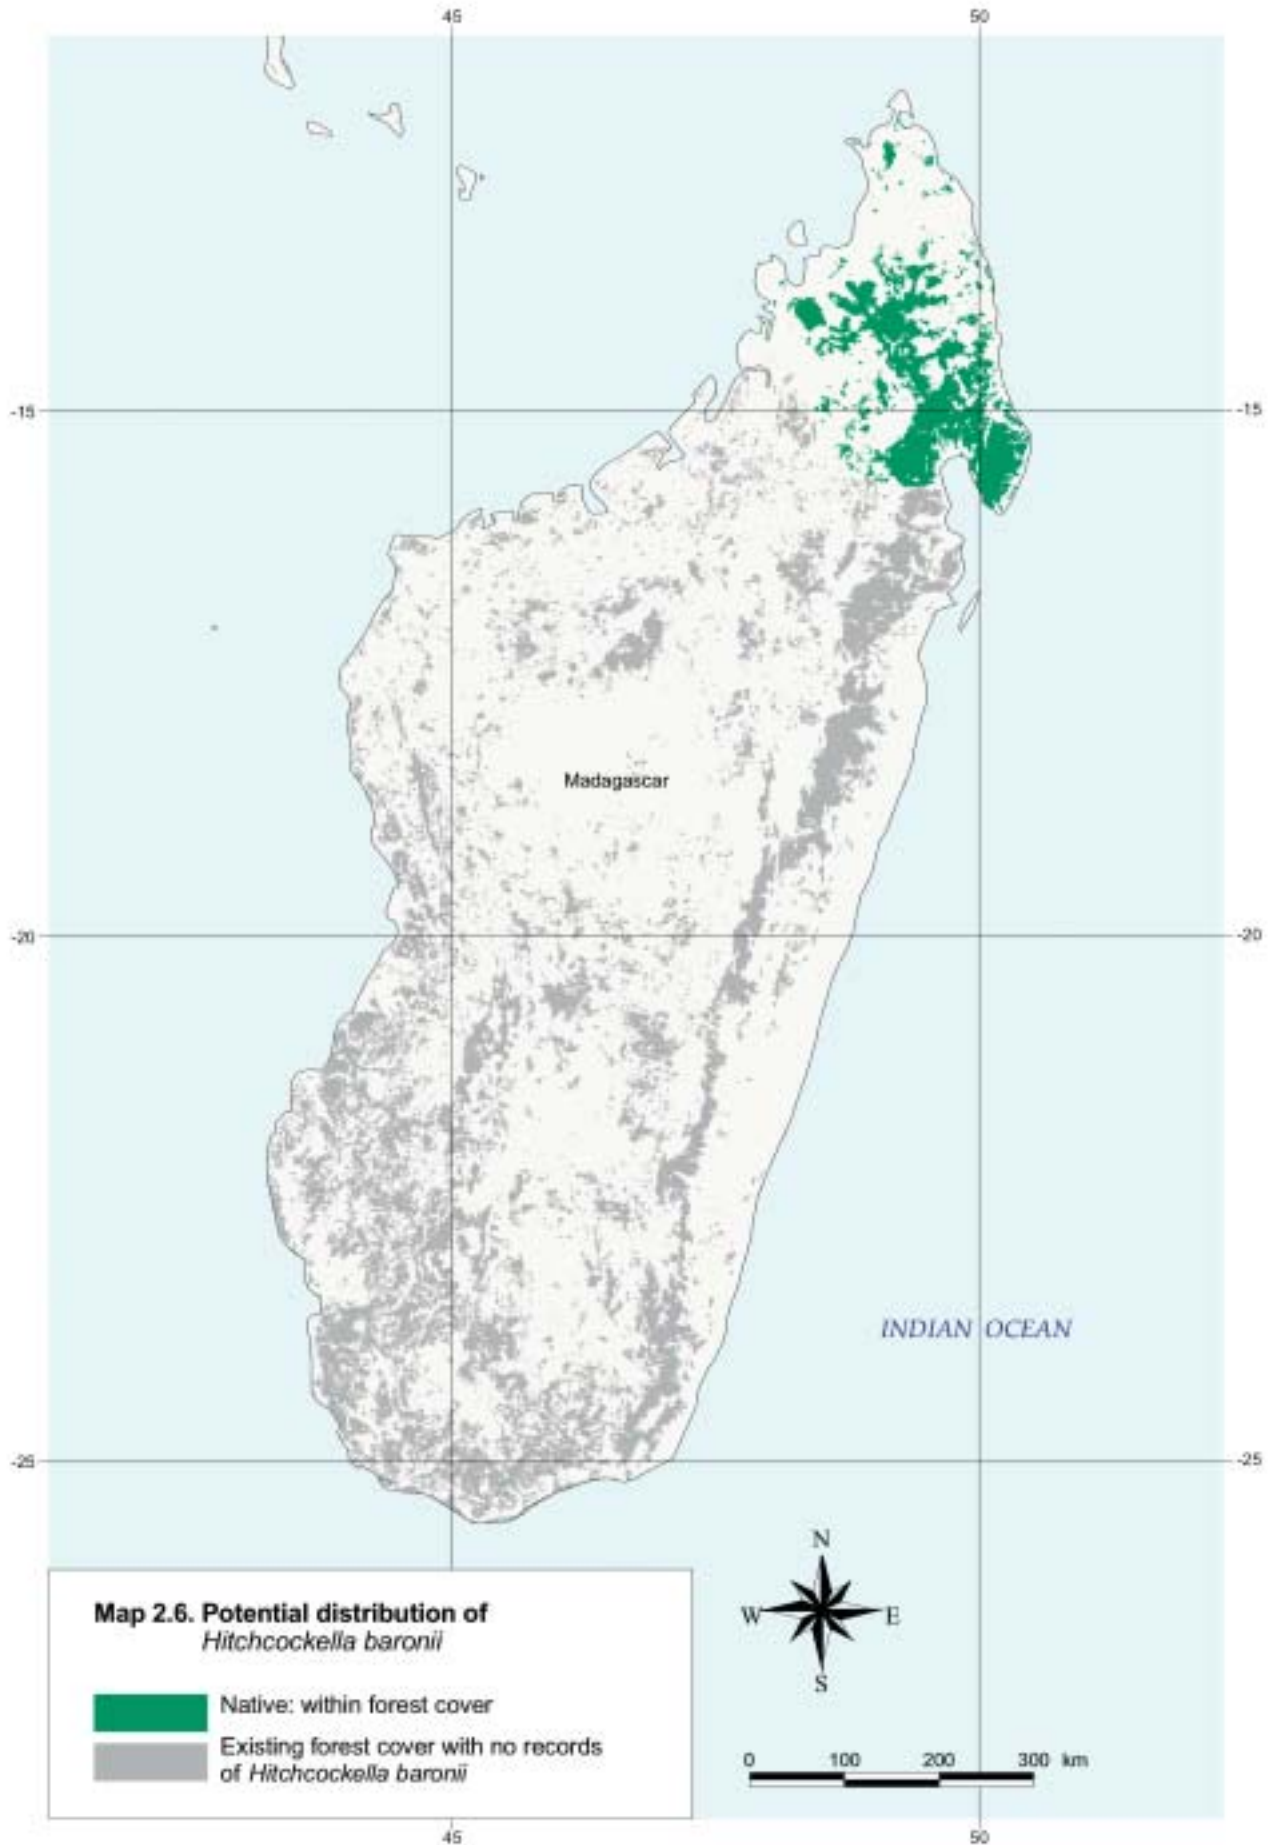 45 50
-15 -15
Madagascar
-20 -20
INDIAN OCEAN
-25 -25
N
W E
S
Map 2.6. Potential distribution of
Hitchcockella baronii
Native: within forest cover
Existing forest cover with no records
of Hitchcockella baronii
0 100 200 300 km
45 50